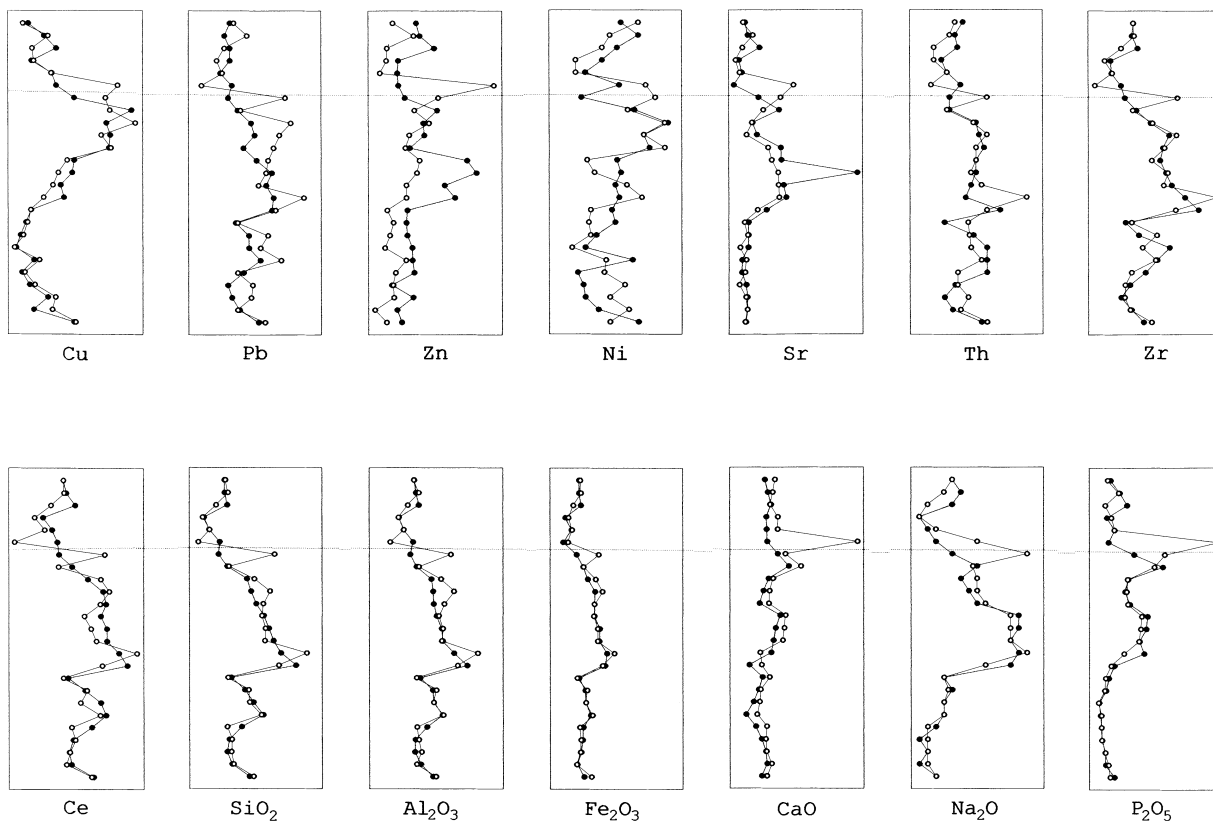 Cu Pb Zn Ni Sr Th Zr
Ce SiO₂ Al₂O₃ Fe₂O₃ CaO Na₂O P₂O₅